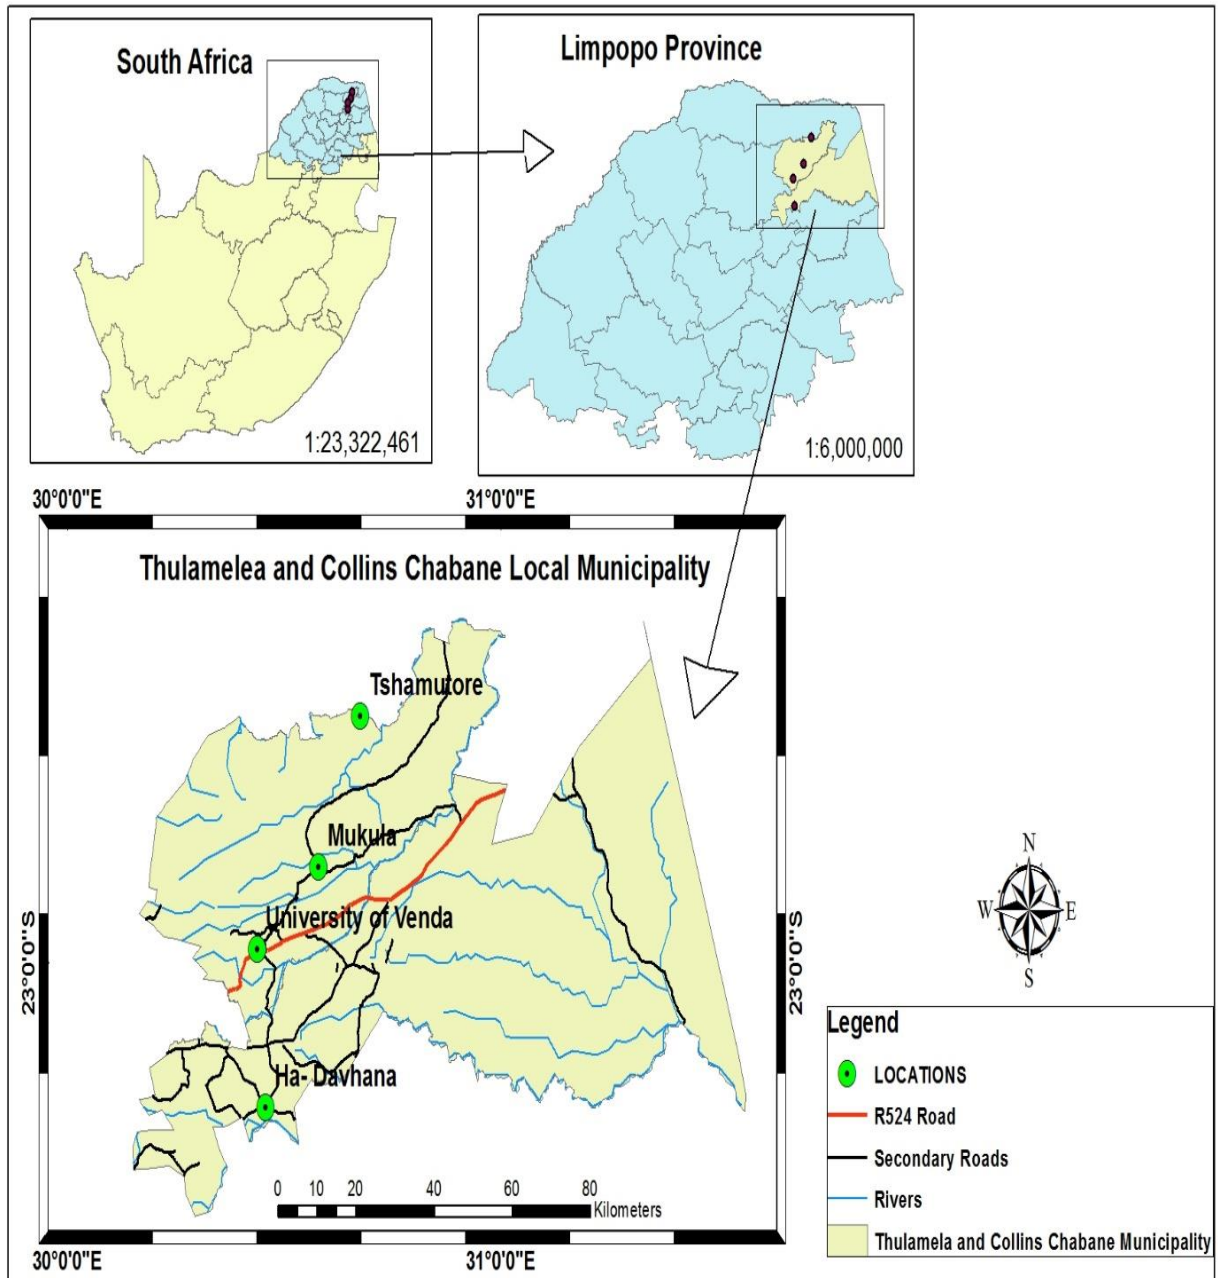 South Africa
1:23,322,461
Limpopo Province
1:6,000,000
30°0'0"E
31°0'0"E
Thulamelea and Collins Chabane Local Municipality
Tshamutore
Mukula
University of Venda
Ha- Davhana
23°0'0"S
23°0'0"S
0 10 20 40 60 80
Kilometers
30°0'0"E
31°0'0"E
N
W
E
S
Legend
LOCATIONS
R524 Road
Secondary Roads
Rivers
Thulamela and Collins Chabane Municipality